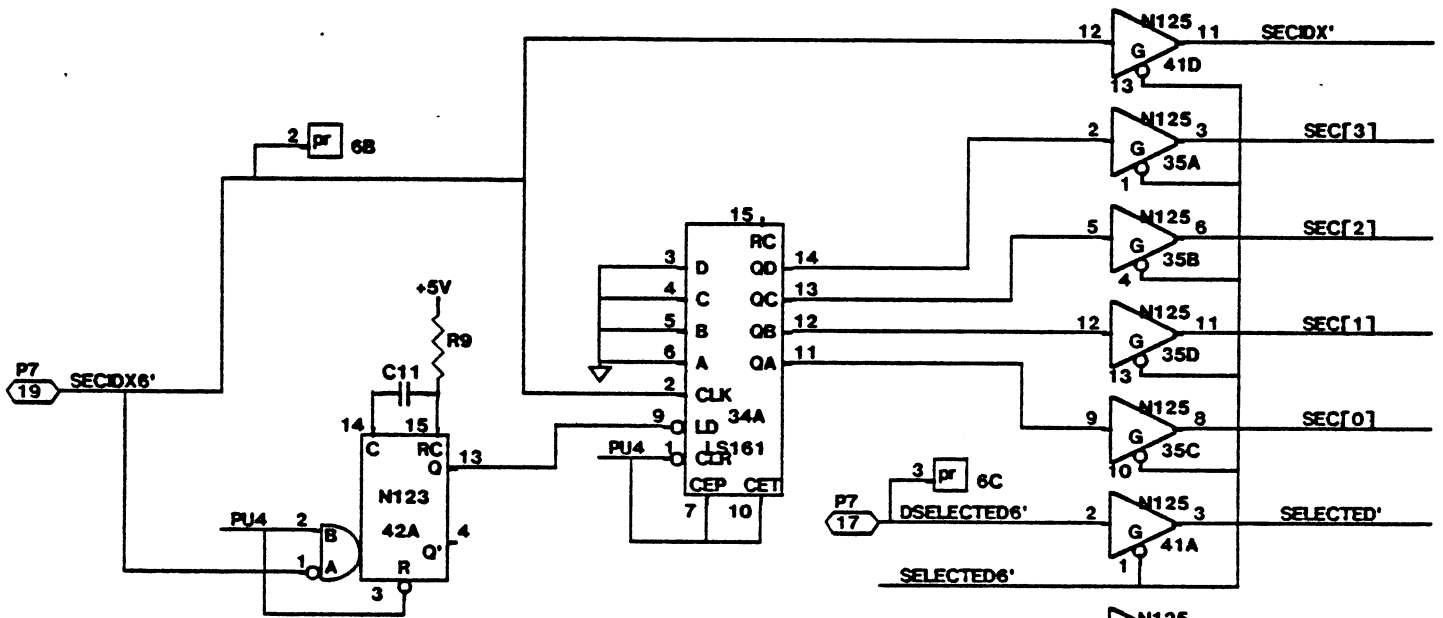 N125
12 11 SECIDX'
G
13 41D
N125
2 3 SEC[3]
G
1 35A
2 pr 6B
N125
5 6 SEC[2]
G
4 35B
15
RC
3 D QD 14
4 C QC 13
5 B QB 12
6 A QA 11
2 CLK
9 LD 34A
PU4 1 CLR LS161
CEP CET
7 10
N125
12 11 SEC[1]
G
13 35D
N125
9 8 SEC[0]
G
10 35C
+5V
R9
C11
P7
19 SECIDX6'
14 15
C RC
Q 13
N123
42A
PU4 2 B
4
Q'
1 A
R
3
3 pr 6C
P7
17 DSELECTED6'
N125
2 3 SELECTED'
G
1 41A
SELECTED6'
N125